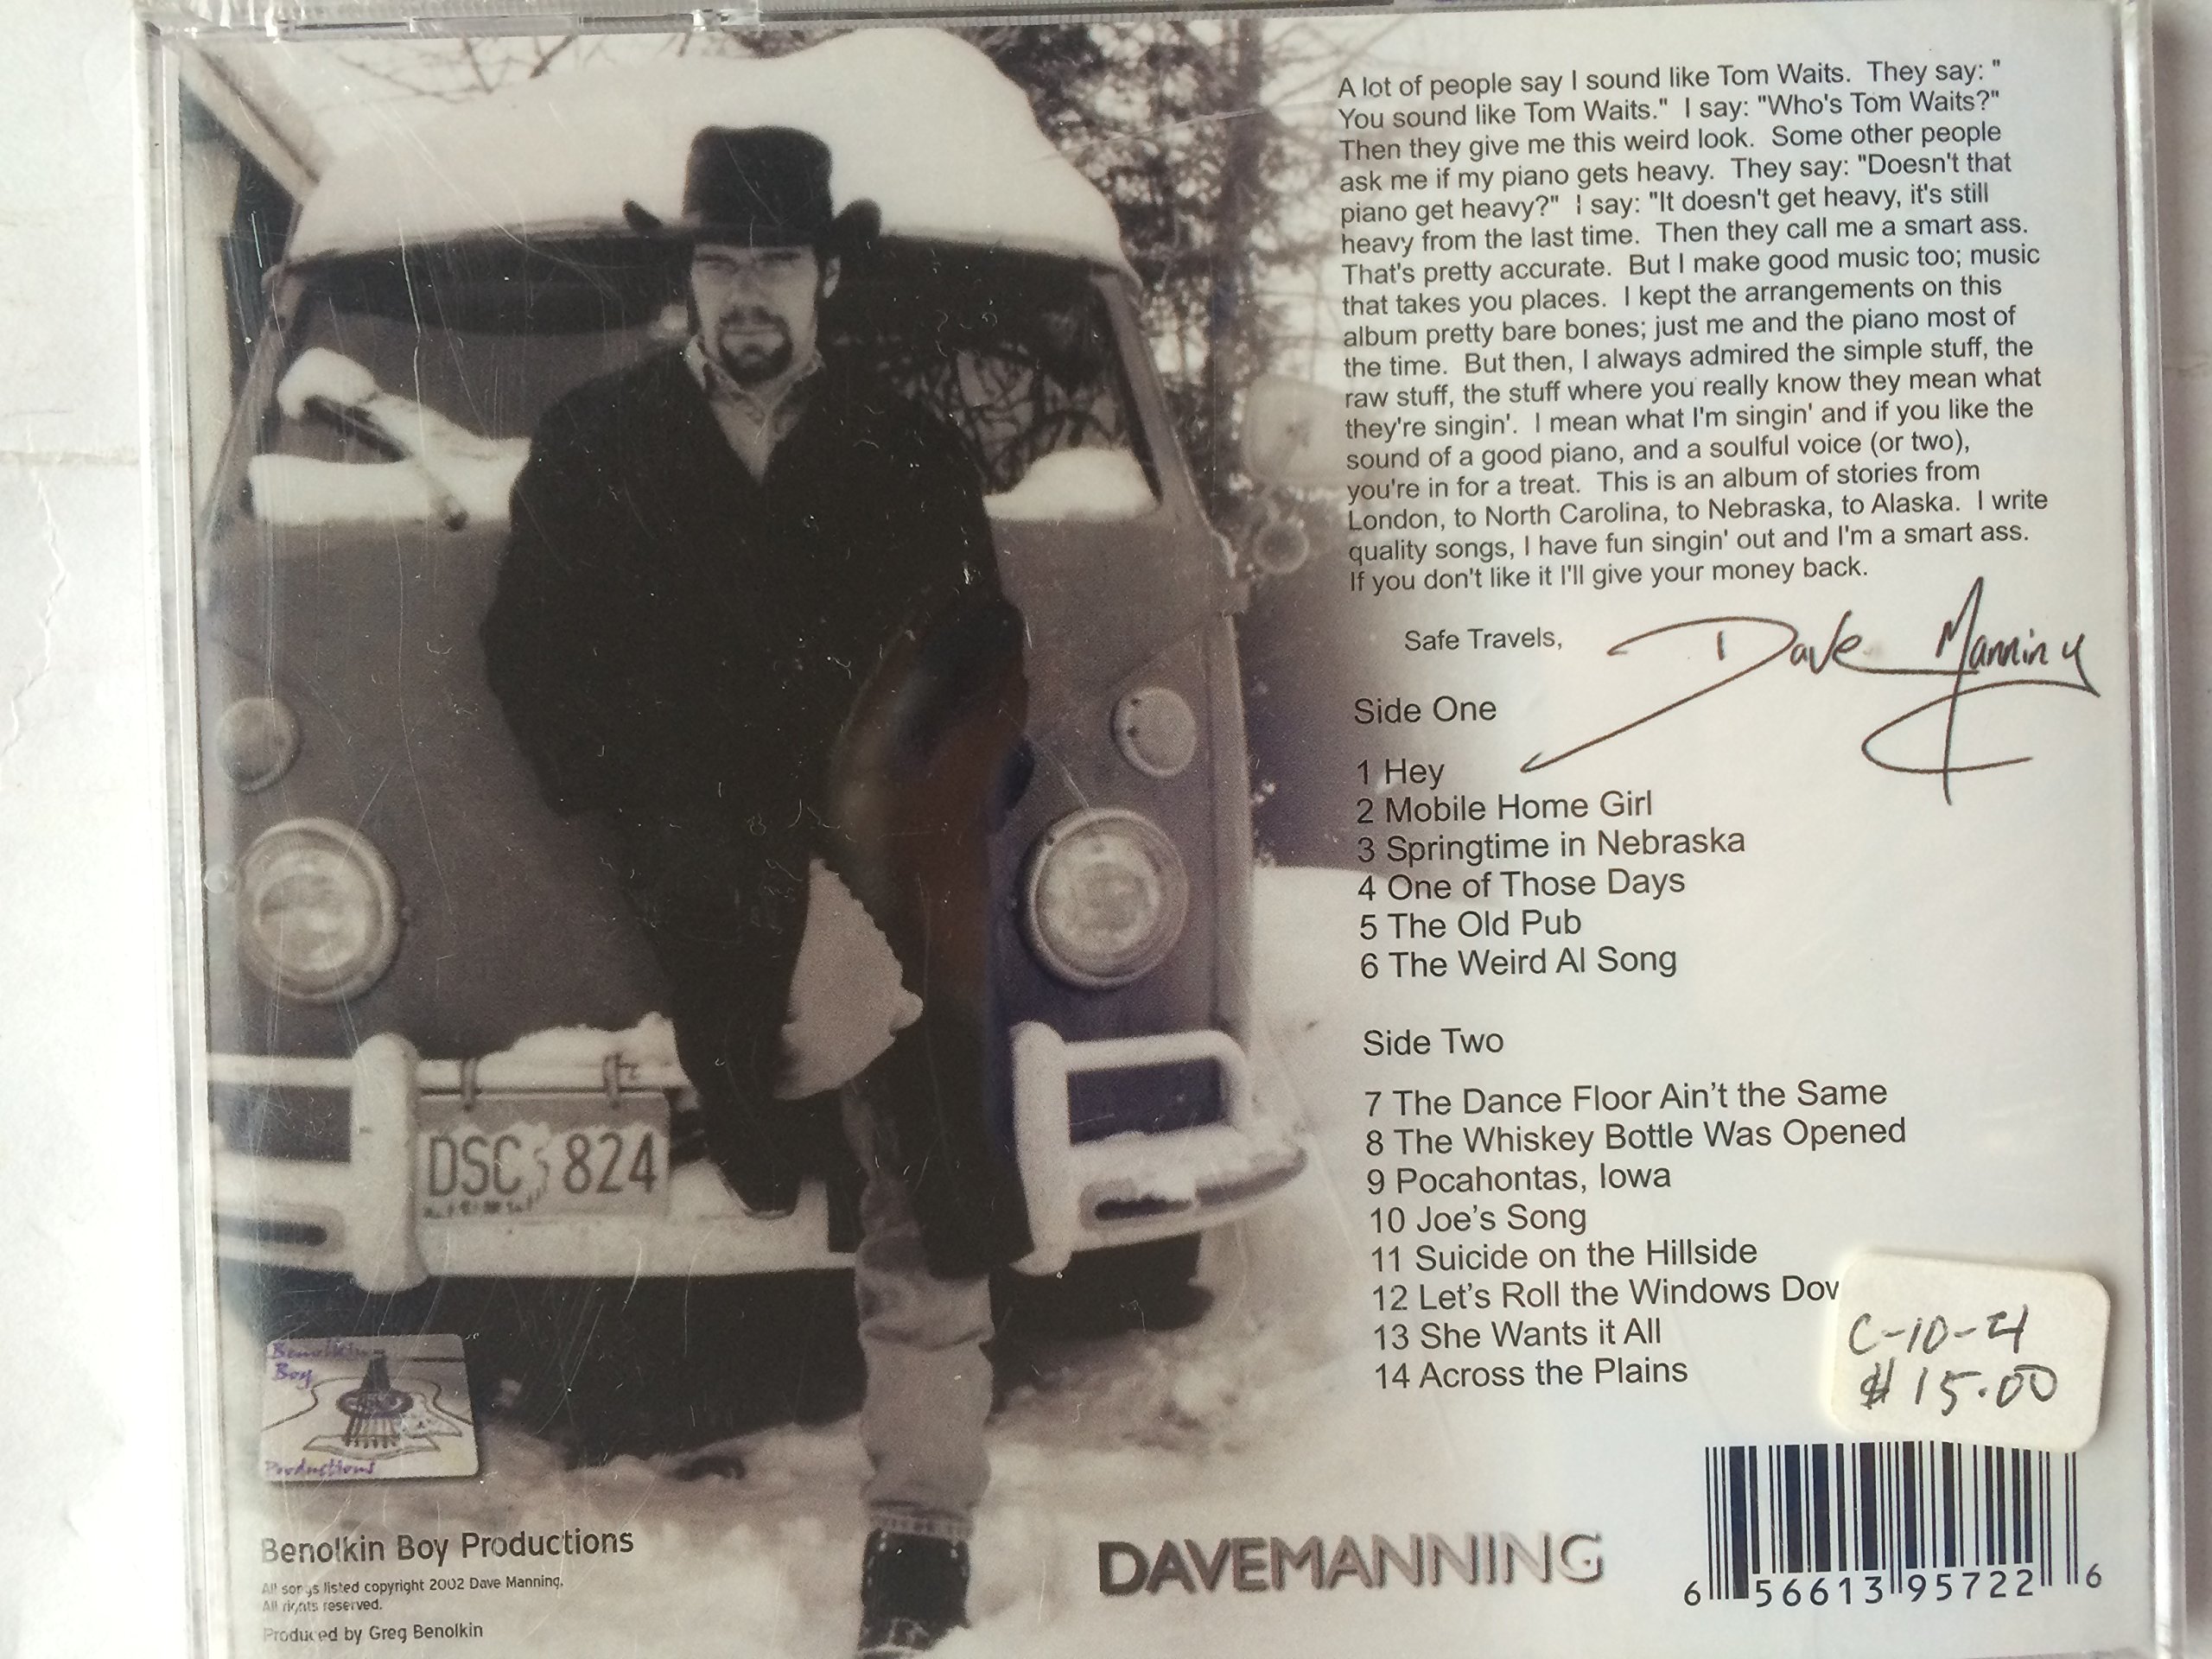 A lot of people say I sound like Tom Waits. They say: "
You sound like Tom Waits." I say: "Who's Tom Waits?"
Then they give me this weird look. Some other people
ask me if my piano gets heavy. They say: "Doesn't that
piano get heavy?" I say: "It doesn't get heavy, it's still
heavy from the last time. Then they call me a smart ass.
That's pretty accurate. But I make good music too; music
that takes you places. I kept the arrangements on this
album pretty bare bones; just me and the piano most of
the time. But then, I always admired the simple stuff, the
raw stuff, the stuff where you really know they mean what
they're singin'. I mean what I'm singin' and if you like the
sound of a good piano, and a soulful voice (or two),
you're in for a treat. This is an album of stories from
London, to North Carolina, to Nebraska, to Alaska. I write
quality songs, I have fun singin' out and I'm a smart ass.
If you don't like it I'll give your money back.
Safe Travels,
Dave Manning
Side One
1 Hey
2 Mobile Home Girl
3 Springtime in Nebraska
4 One of Those Days
5 The Old Pub
6 The Weird Al Song
Side Two
7 The Dance Floor Ain't the Same
8 The Whiskey Bottle Was Opened
9 Pocahontas, Iowa
10 Joe's Song
11 Suicide on the Hillside
12 Let's Roll the Windows
13 She Wants it All
14 Across the Plains
C-10-21
$15.00
DSC 824
Benolkin
Boy
Productions
Benolkin Boy Productions
All songs listed copyright 2002 Dave Manning.
All rights reserved.
Produced by Greg Benolkin
DAVEMANNING
6 56613 95722 6